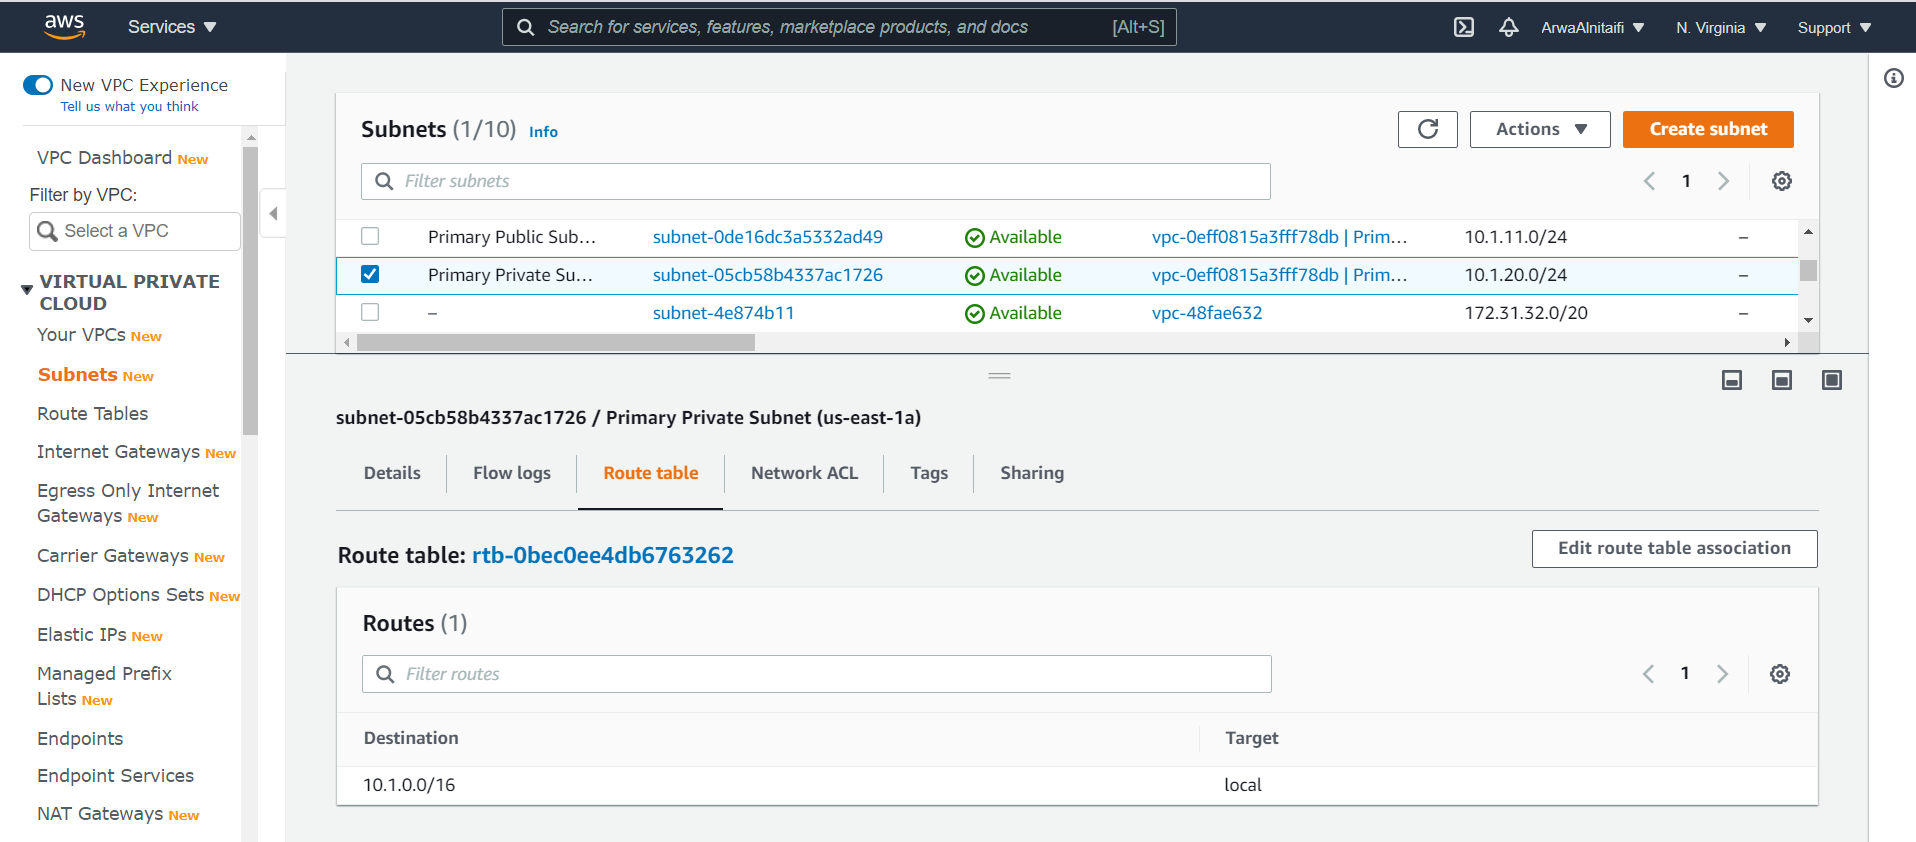 aws
Services
Search for services, features, marketplace products, and docs [Alt+S]
ArwaAlnitaifi
N. Virginia
Support
New VPC Experience
Tell us what you think
VPC Dashboard New
Filter by VPC:
Select a VPC
VIRTUAL PRIVATE
CLOUD
Your VPCs New
Subnets New
Route Tables
Internet Gateways New
Egress Only Internet
Gateways New
Carrier Gateways New
DHCP Options Sets New
Elastic IPs New
Managed Prefix
Lists New
Endpoints
Endpoint Services
NAT Gateways New
Subnets (1/10) Info
Actions
Create subnet
Filter subnets
1
Primary Public Sub... subnet-0de16dc3a5332ad49 Available vpc-0eff0815a3fff78db | Prim... 10.1.11.0/24 –
Primary Private Su... subnet-05cb58b4337ac1726 Available vpc-0eff0815a3fff78db | Prim... 10.1.20.0/24 –
– subnet-4e874b11 Available vpc-48fae632 172.31.32.0/20 –
subnet-05cb58b4337ac1726 / Primary Private Subnet (us-east-1a)
Details Flow logs Route table Network ACL Tags Sharing
Route table: rtb-0bec0ee4db6763262
Edit route table association
Routes (1)
Filter routes
1
Destination Target
10.1.0.0/16 local